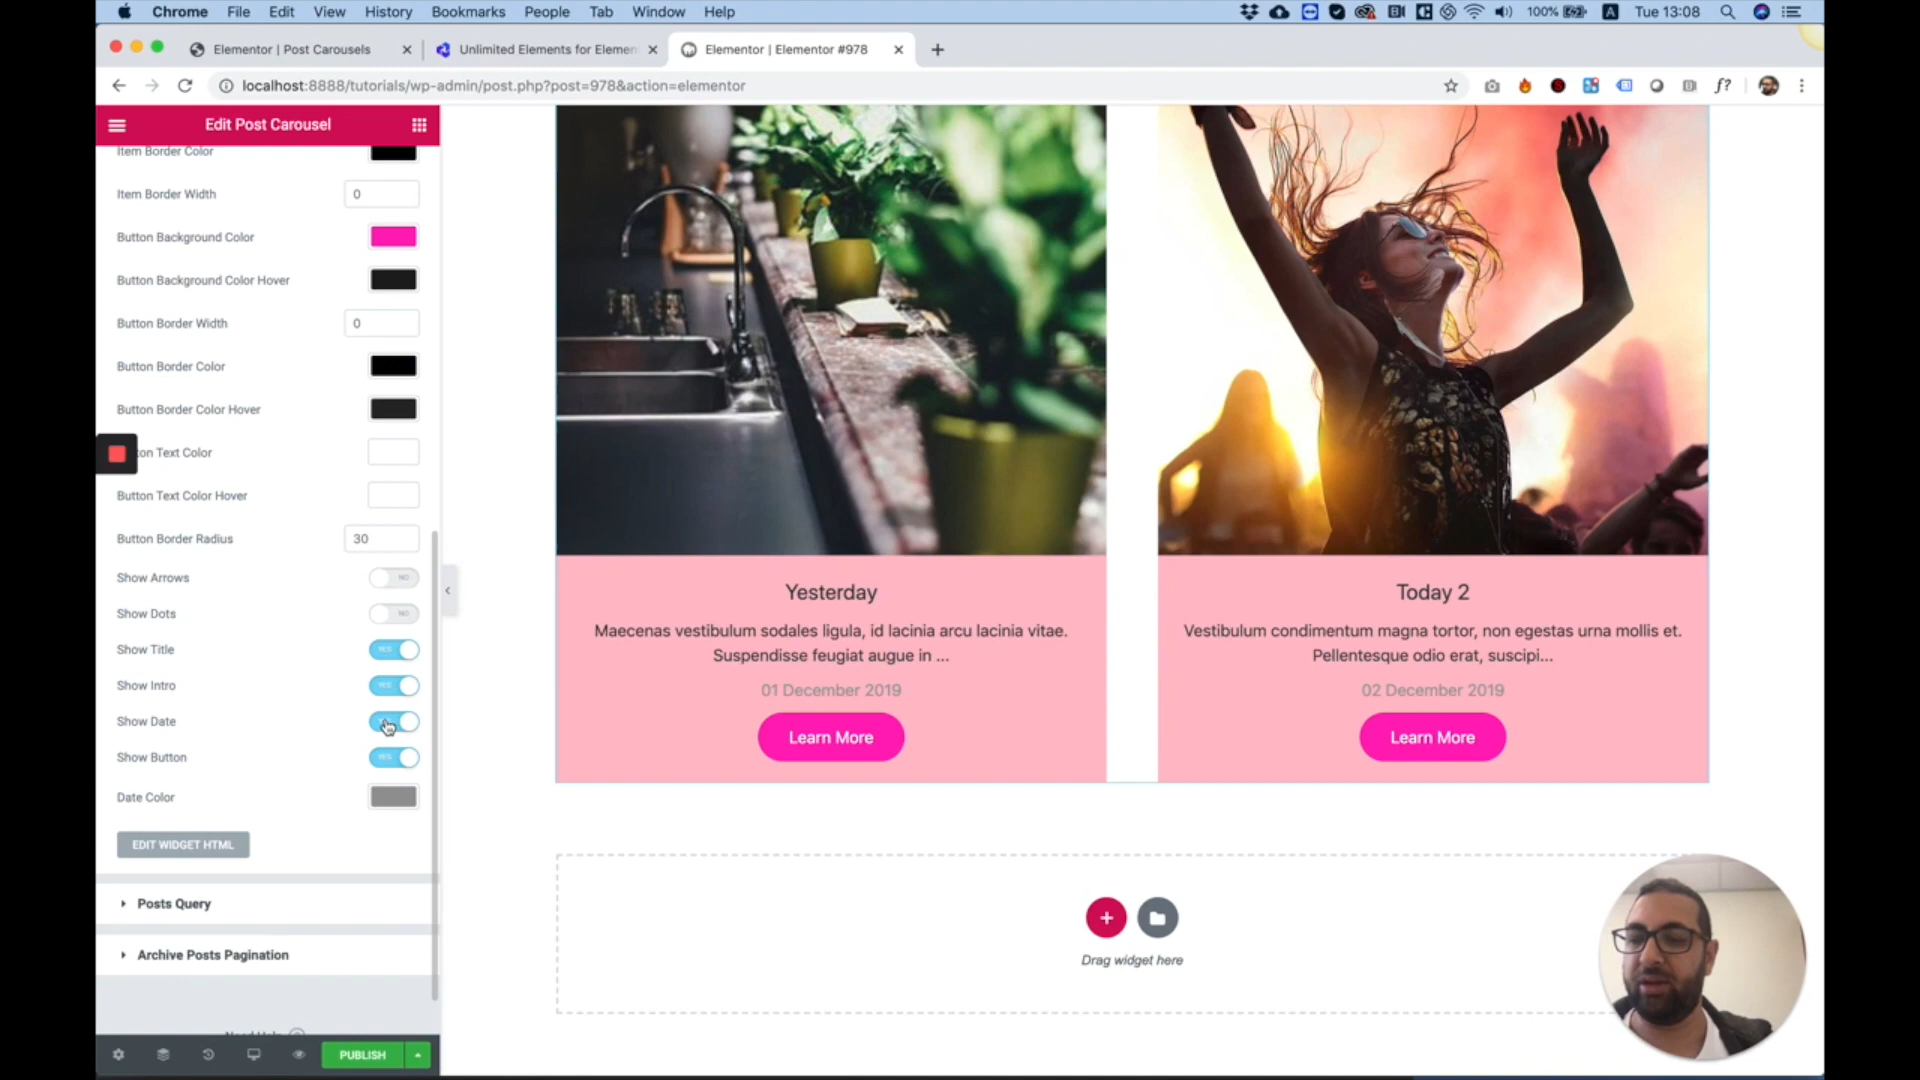 Chrome File Edit View History Bookmarks People Tab Window Help
100% Tue 13:08
Elementor | Post Carousels
Unlimited Elements for Elemen
Elementor | Elementor #978
localhost:8888/tutorials/wp-admin/post.php?post=978&action=elementor
Edit Post Carousel
Item Border Color
Item Border Width 0
Button Background Color
Button Background Color Hover
Button Border Width 0
Button Border Color
Button Border Color Hover
on Text Color
Button Text Color Hover
Button Border Radius 30
Show Arrows NO
Show Dots NO
Show Title YES
Show Intro YES
Show Date
Show Button YES
Date Color
EDIT WIDGET HTML
Posts Query
Archive Posts Pagination
PUBLISH
Yesterday
Maecenas vestibulum sodales ligula, id lacinia arcu lacinia vitae.
Suspendisse feugiat augue in ...
01 December 2019
Learn More
Today 2
Vestibulum condimentum magna tortor, non egestas urna mollis et.
Pellentesque odio erat, suscipi...
02 December 2019
Learn More
Drag widget here